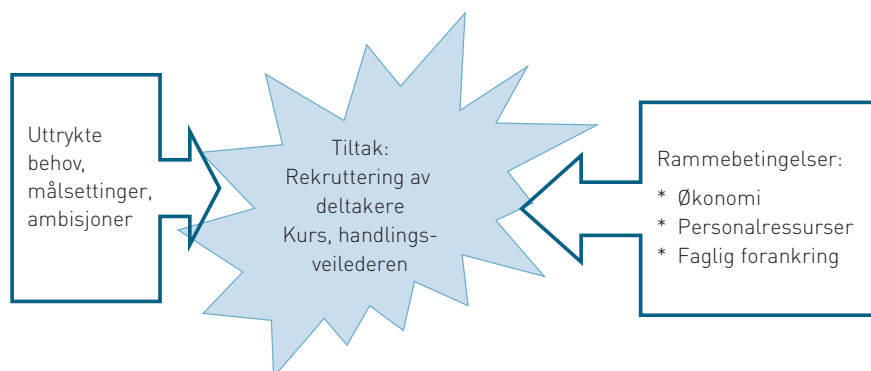 Uttrykte
behov,
målsettinger,
ambisjoner
Tiltak:
Rekruttering av
deltakere
Kurs, handlings-
veilederen
Rammebetingelser:
* Økonomi
* Personalressurser
* Faglig forankring